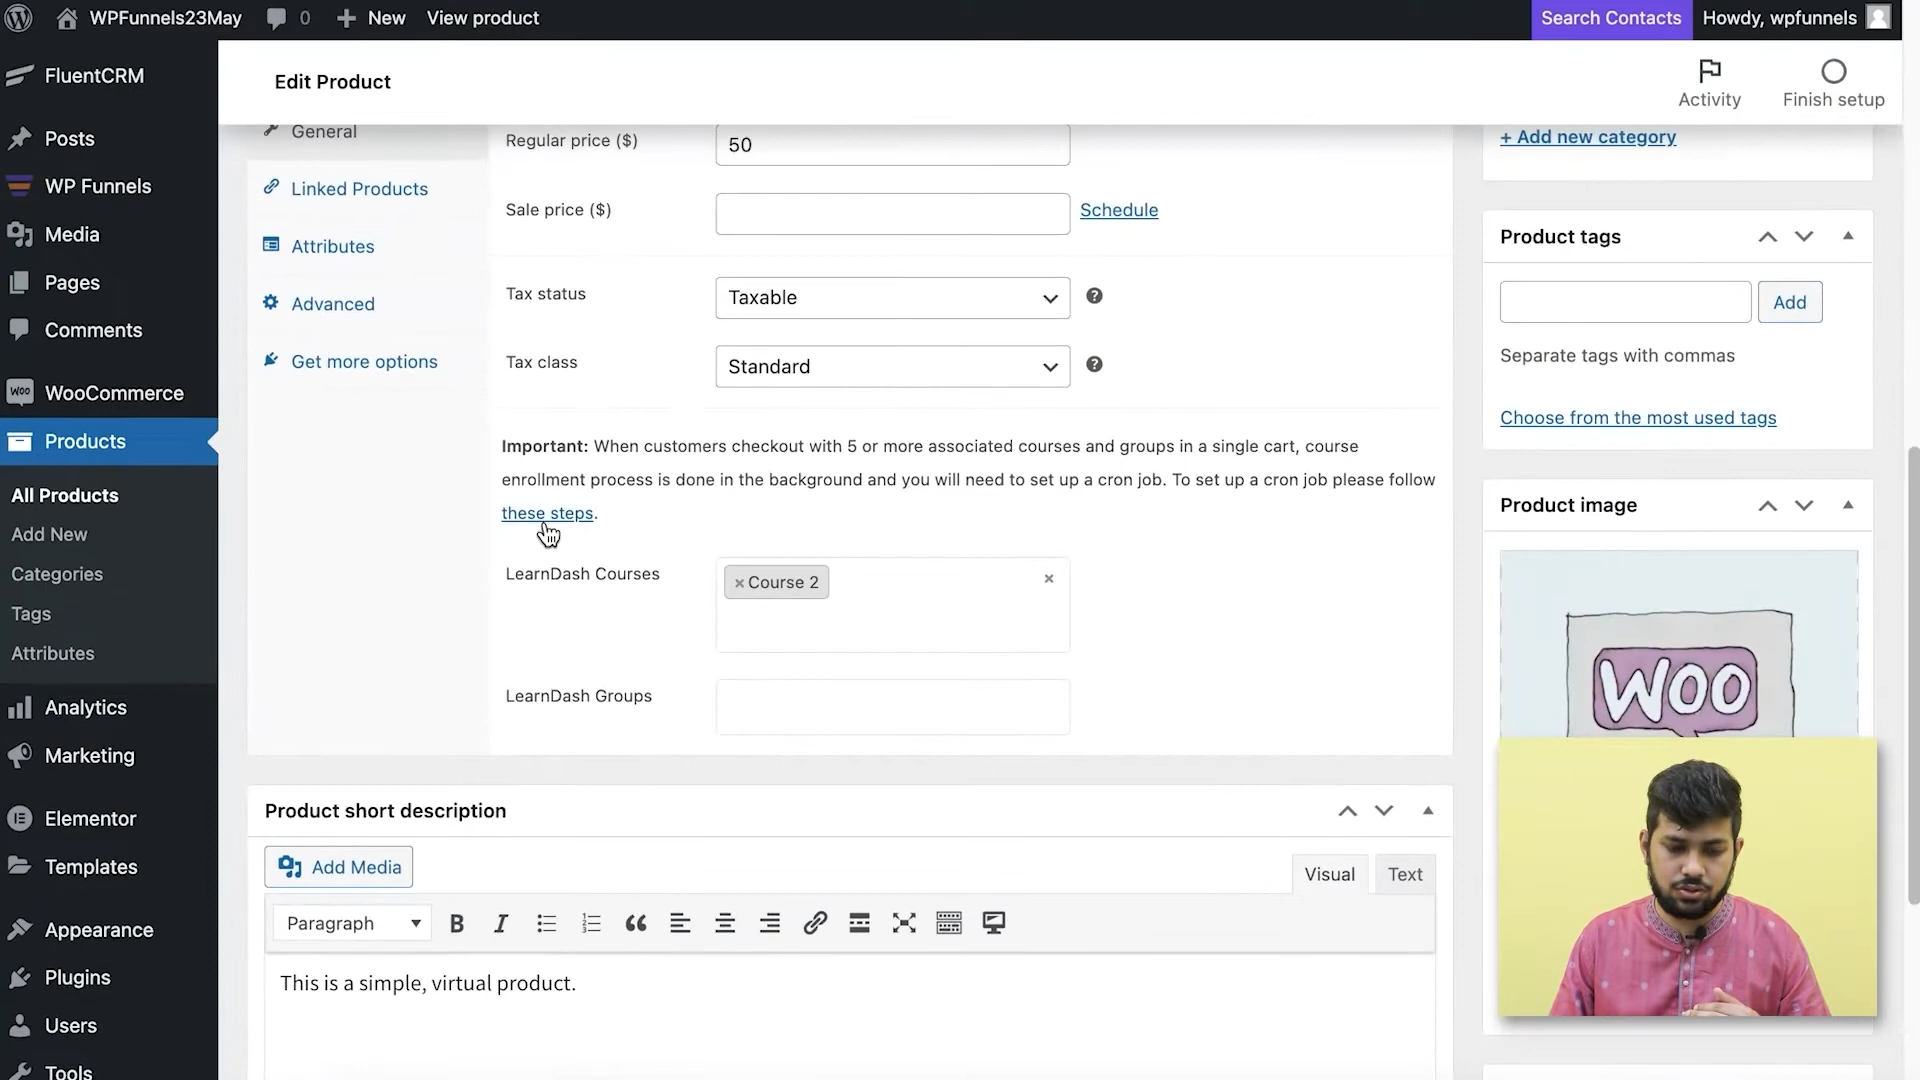 WPFunnels23May
0
New
View product
Search Contacts
Howdy, wpfunnels
FluentCRM
Posts
WP Funnels
Media
Pages
Comments
WooCommerce
Products
All Products
Add New
Categories
Tags
Attributes
Analytics
Marketing
Elementor
Templates
Appearance
Plugins
Users
Tools
Edit Product
Activity
Finish setup
General
Linked Products
Attributes
Advanced
Get more options
Regular price ($)
50
Sale price ($)
Schedule
Tax status
Taxable
Tax class
Standard
Important: When customers checkout with 5 or more associated courses and groups in a single cart, course
enrollment process is done in the background and you will need to set up a cron job. To set up a cron job please follow
these steps.
LearnDash Courses
× Course 2
×
LearnDash Groups
Product short description
Add Media
Visual
Text
Paragraph
B
I
This is a simple, virtual product.
+ Add new category
Product tags
Add
Separate tags with commas
Choose from the most used tags
Product image
WOO